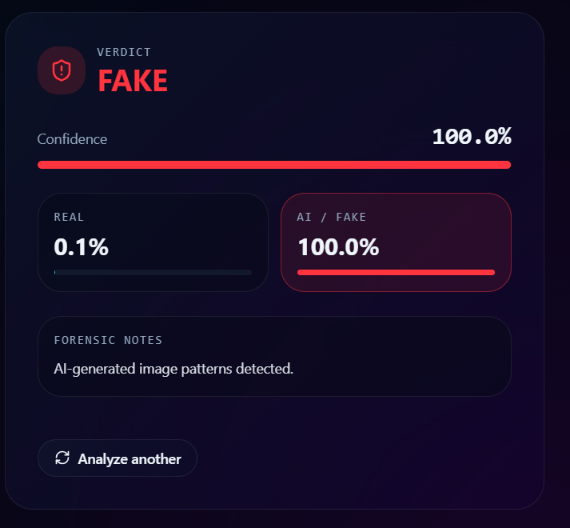 VERDICT
FAKE
Confidence
100.0%
REAL
0.1%
AI / FAKE
100.0%
FORENSIC NOTES
AI-generated image patterns detected.
Analyze another